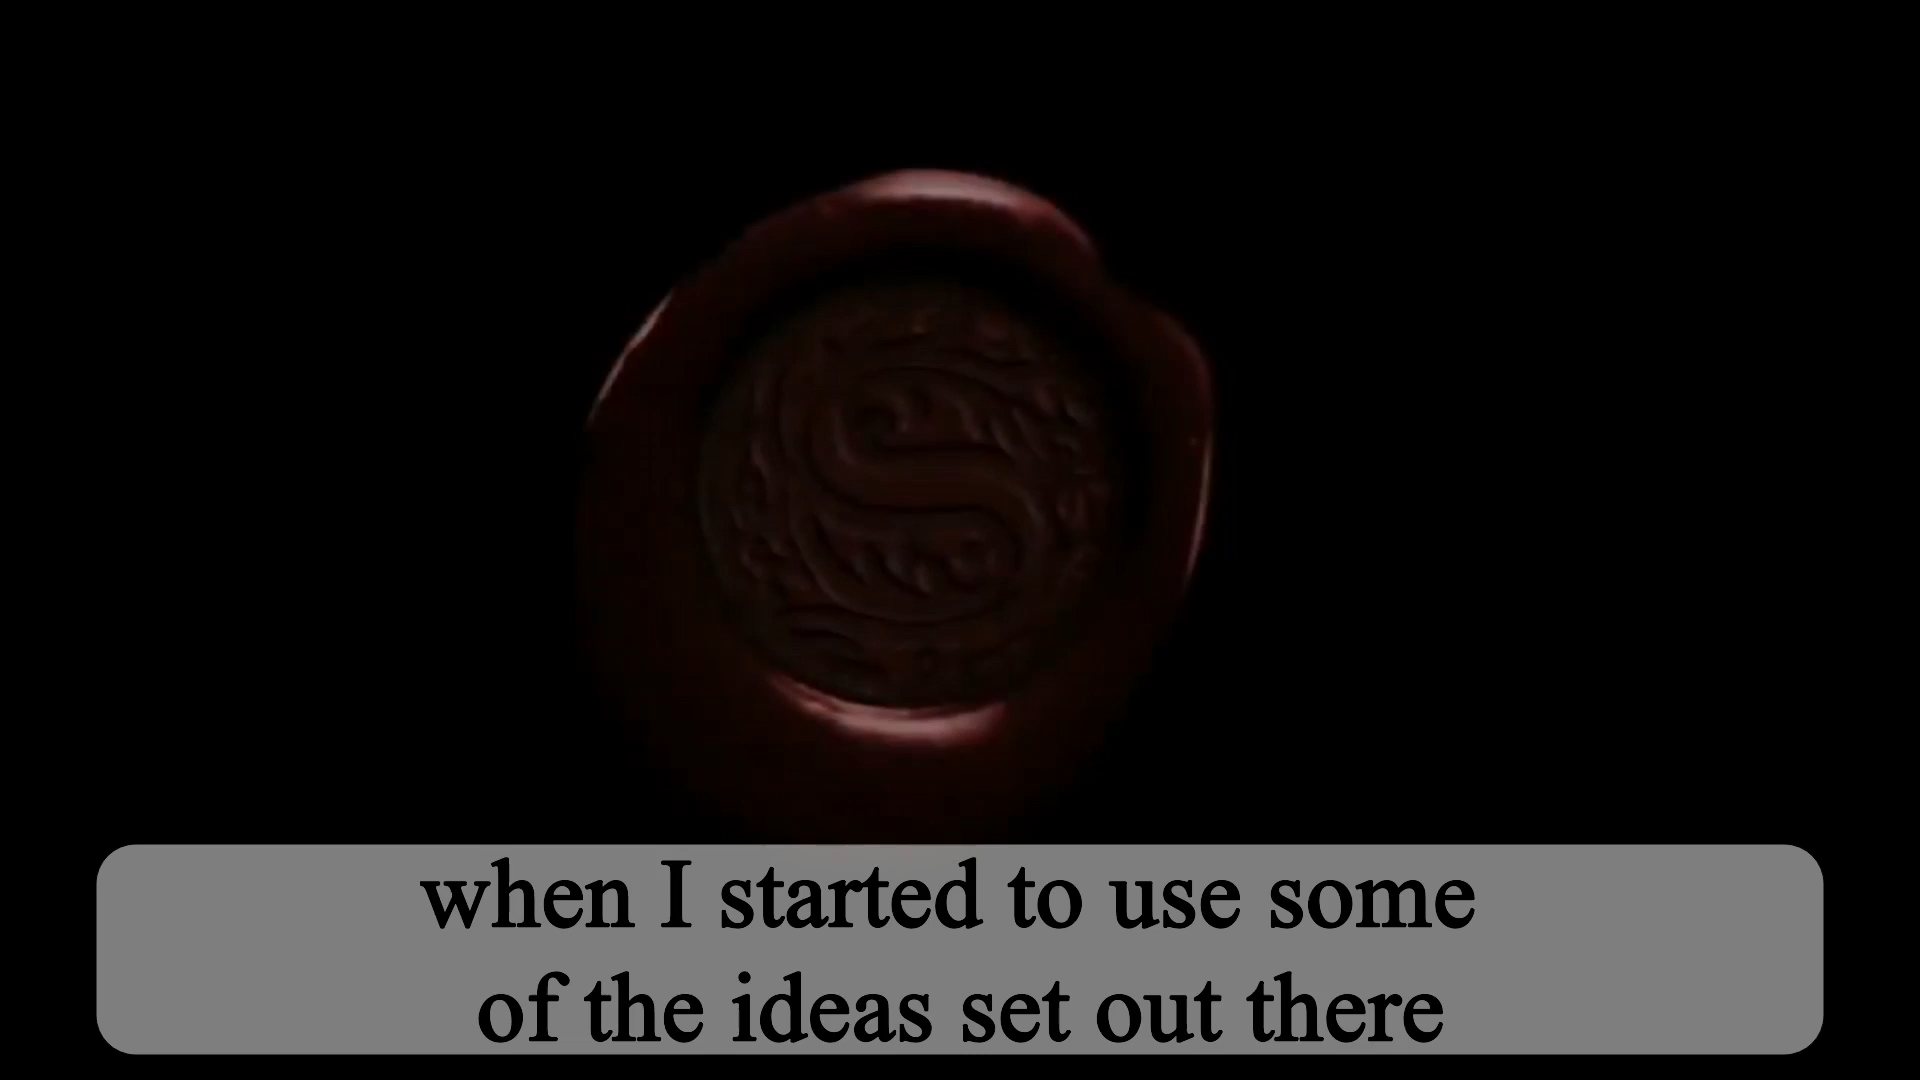 S
when I started to use some
of the ideas set out there